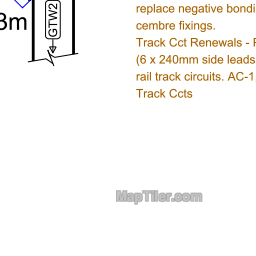 3m
GTW2
replace negative bondi
cembre fixings.
Track Cct Renewals -
(6 x 240mm side leads
rail track circuits. AC-1
Track Ccts
MapTiler.com